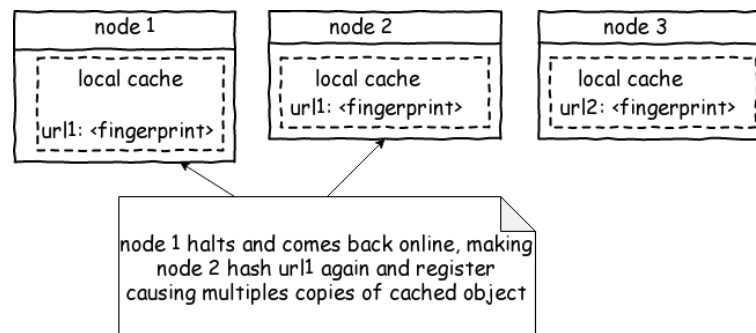 node 1
local cache
url1: <fingerprint>
node 2
local cache
url1: <fingerprint>
node 3
local cache
url2: <fingerprint>
node 1 halts and comes back online, making
node 2 hash url1 again and register
causing multiples copies of cached object